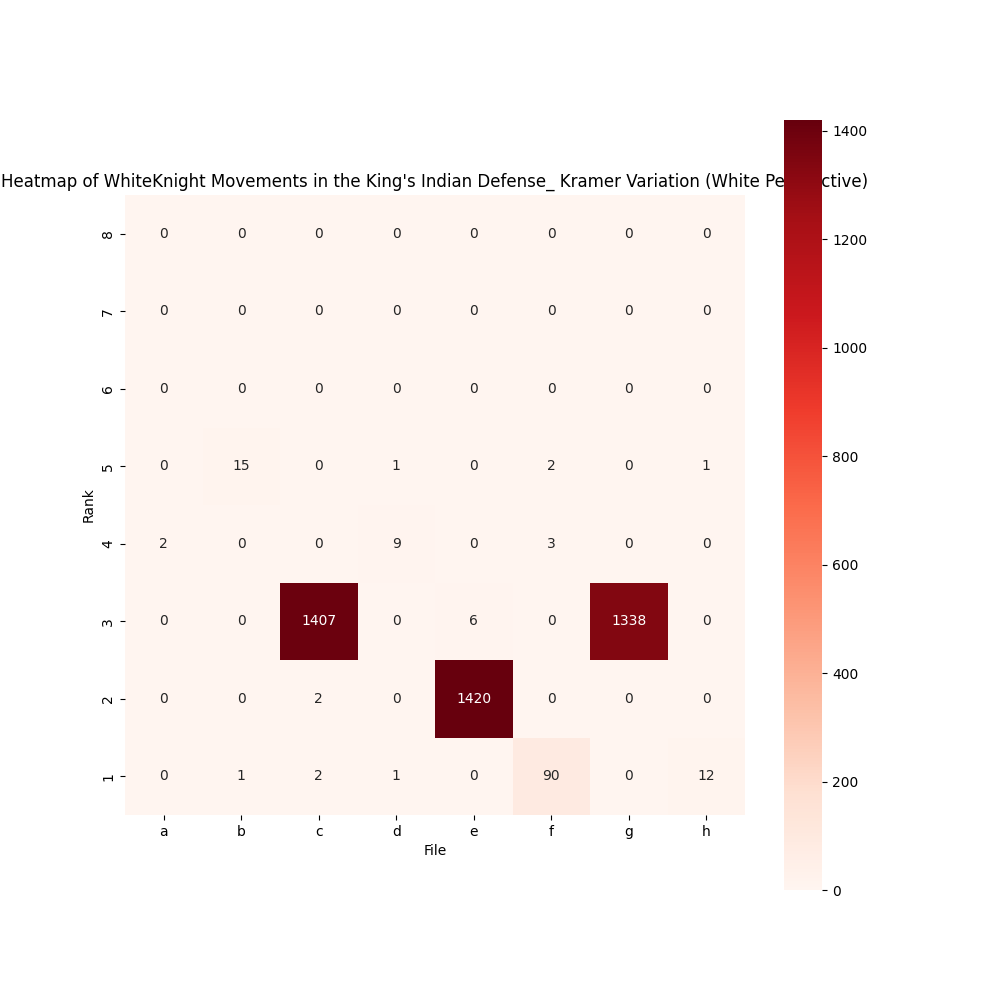 1400
Heatmap of WhiteKnight Movements in the King's Indian Defense_ Kramer Variation (White Pe ctive)
8 0 0 0 0 0 0 0 0
1200
7 0 0 0 0 0 0 0 0
1000
6 0 0 0 0 0 0 0 0
5 0 15 0 1 0 2 0 1
800
Rank
4 2 0 0 9 0 3 0 0
600
3 0 0 1407 0 6 0 1338 0
400
2 0 0 2 0 1420 0 0 0
200
1 0 1 2 1 0 90 0 12
a b c d e f g h
File
0